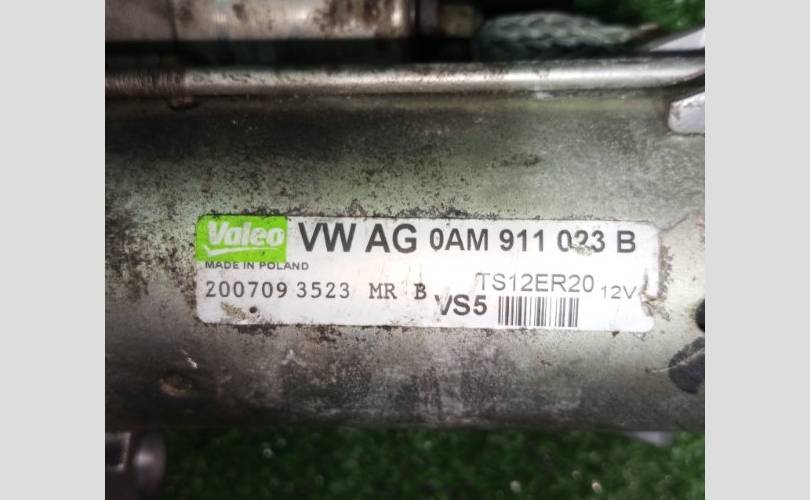 Valeo VW AG 0AM 911 023 B
MADE IN POLAND
200709 3523 MR B TS12ER20 12V
VS5